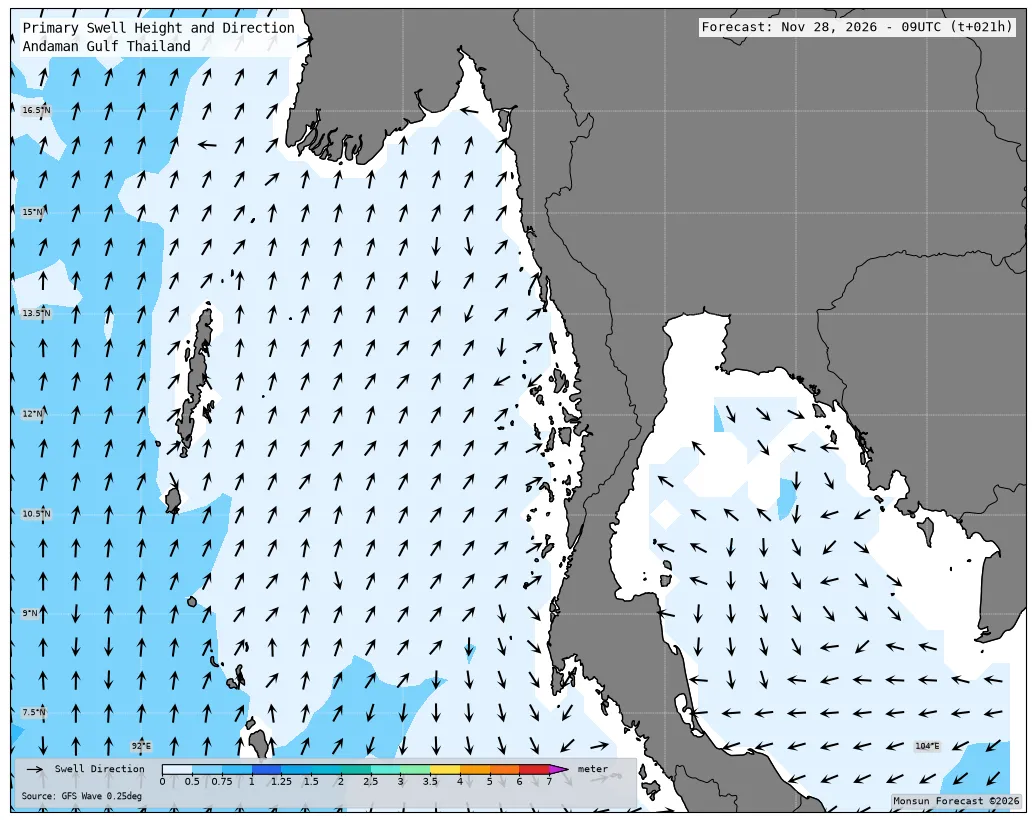 Primary Swell Height and Direction
Andaman Gulf Thailand
Forecast: Nov 28, 2026 - 09UTC (t+021h)
16.5°N
15°N
13.5°N
12°N
10.5°N
9°N
7.5°N
92°E
104°E
Swell Direction
0 0.5 0.75 1 1.25 1.5 2 2.5 3 3.5 4 5 6 7 meter
Source: GFS Wave 0.25deg
Monsun Forecast ©2026